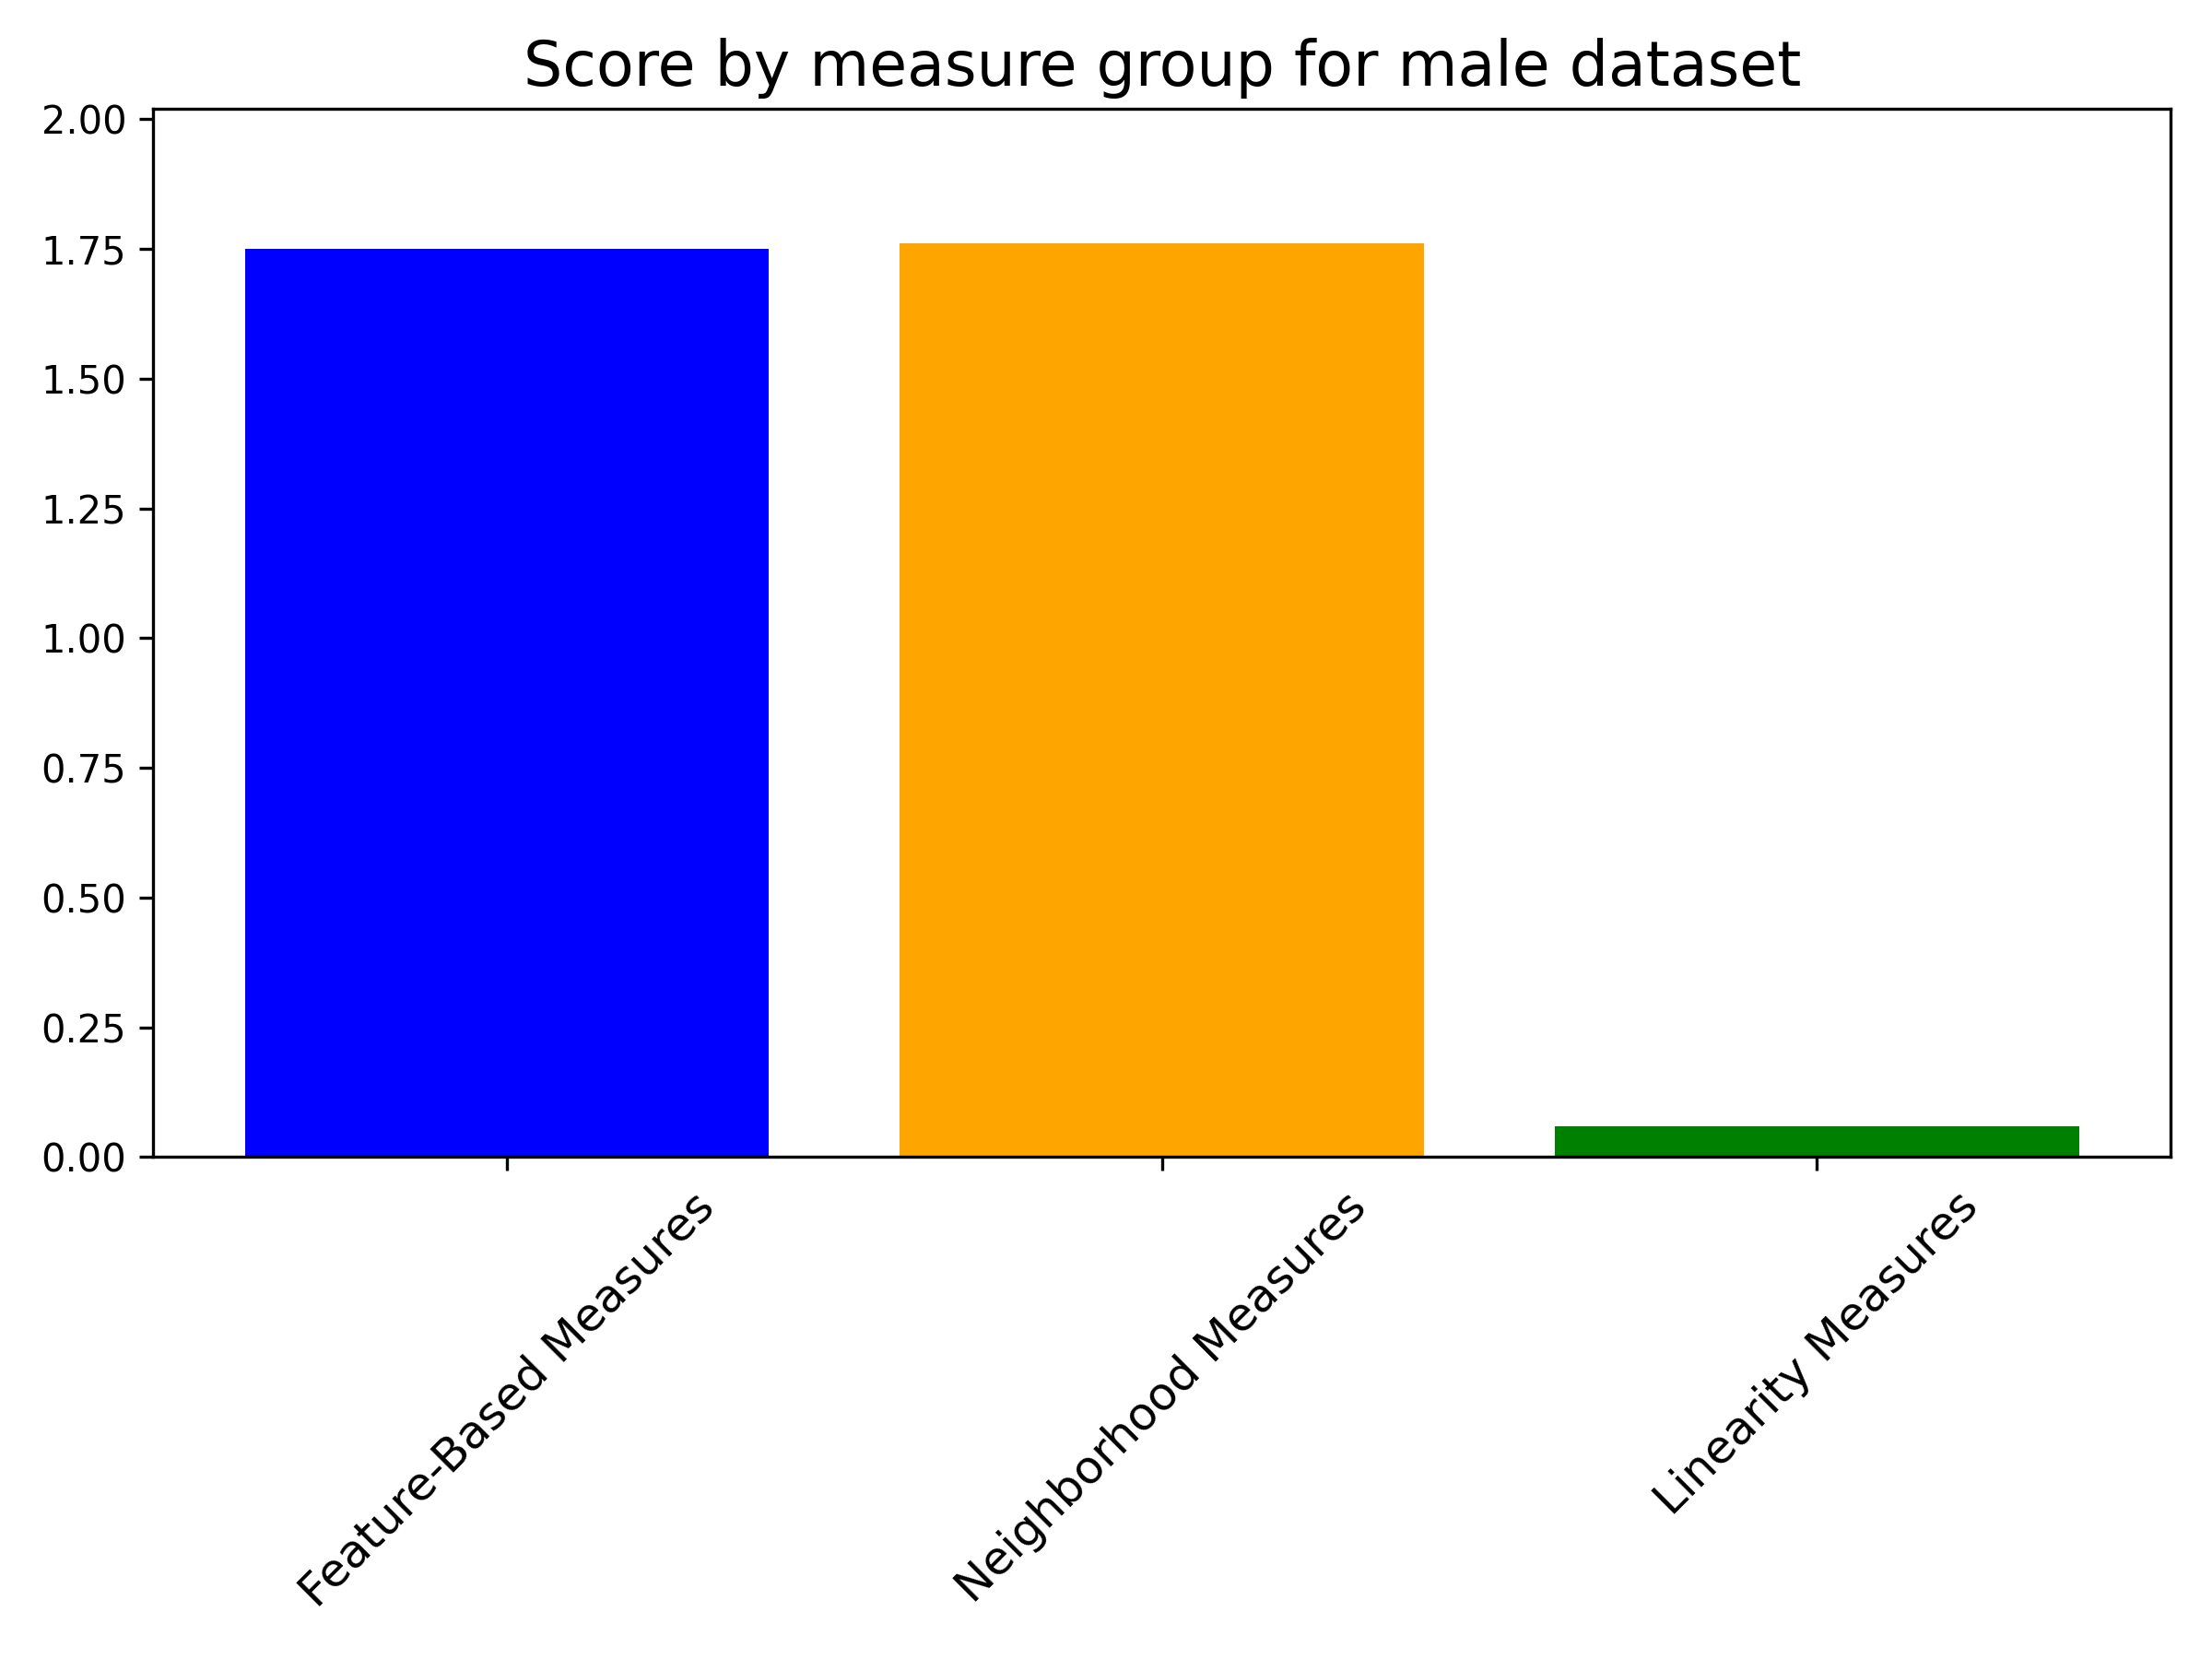 Score by measure group for male dataset
2.00
1.75
1.50
1.25
1.00
0.75
0.50
0.25
0.00
Feature-Based Measures
Neighborhood Measures
Linearity Measures